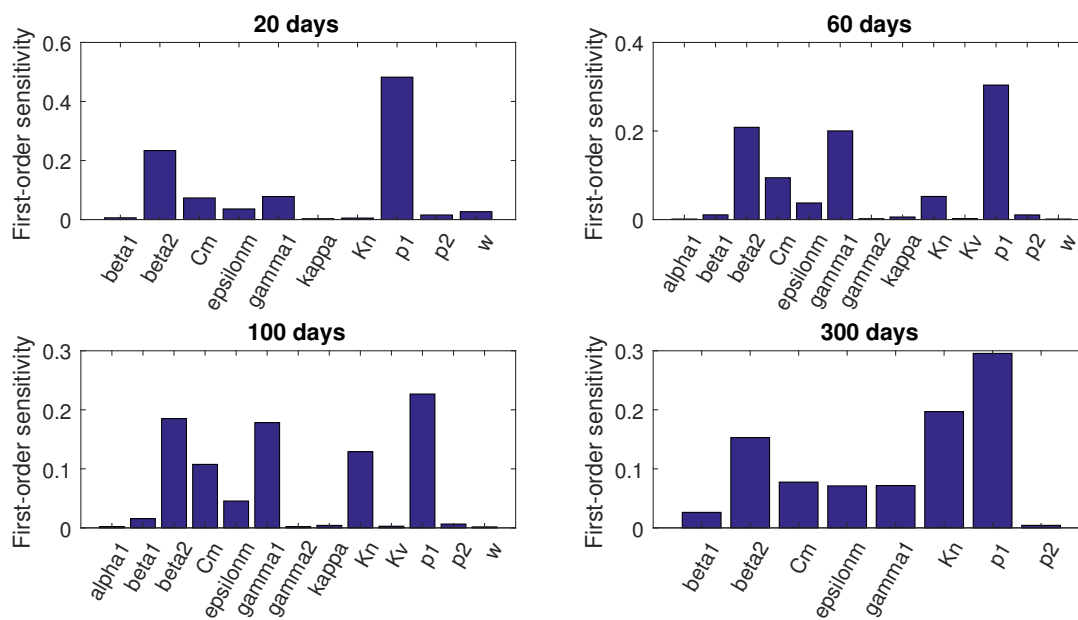 20 days
First-order sensitivity
0.6
0.4
0.2
0
beta1
beta2
Cm
epsilonm
gamma1
kappa
Kn
p1
p2
w
60 days
First-order sensitivity
0.4
0.2
0
alpha1
beta1
beta2
Cm
epsilonm
gamma1
gamma2
kappa
Kn
Kv
p1
p2
w
100 days
First-order sensitivity
0.3
0.2
0.1
0
alpha1
beta1
beta2
Cm
epsilonm
gamma1
gamma2
kappa
Kn
Kv
p1
p2
w
300 days
First-order sensitivity
0.3
0.2
0.1
0
beta1
beta2
Cm
epsilonm
gamma1
Kn
p1
p2